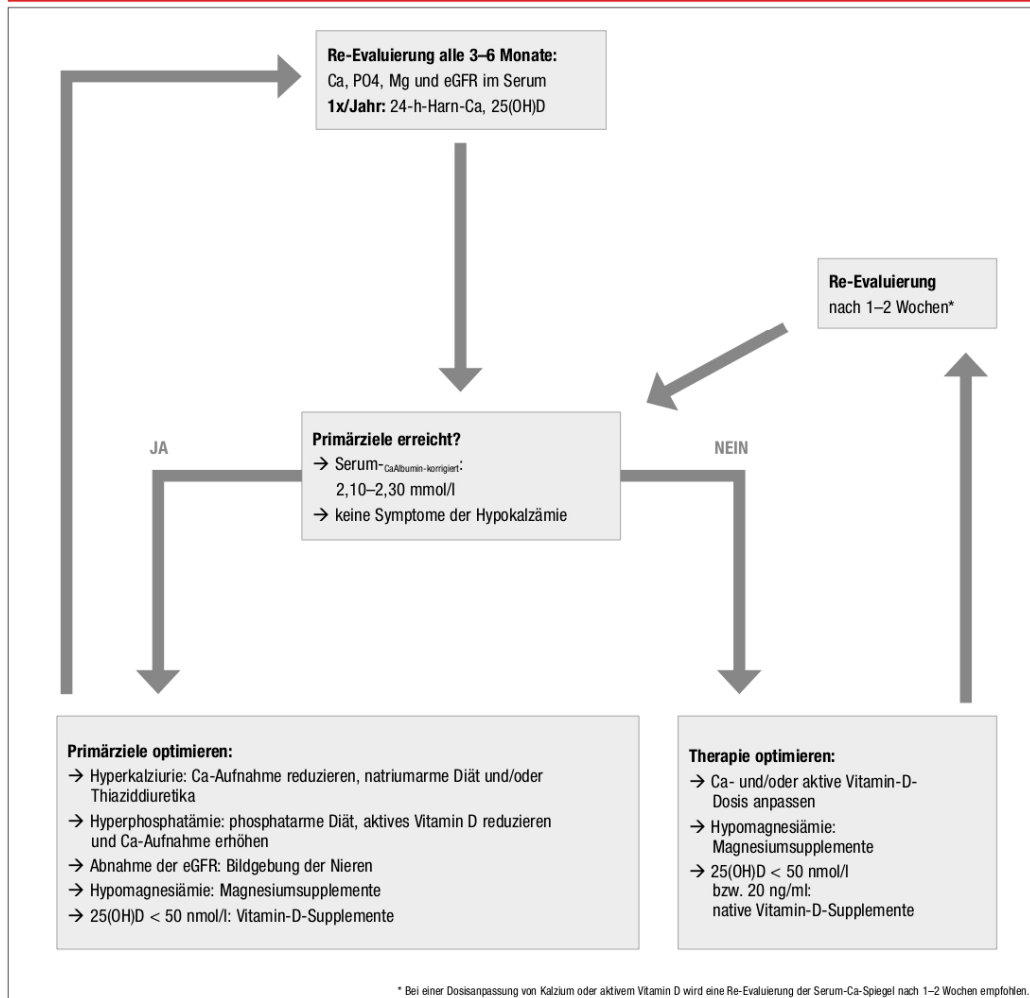 Re-Evaluierung alle 3–6 Monate:
Ca, PO4, Mg und eGFR im Serum
1x/Jahr: 24-h-Harn-Ca, 25(OH)D
Re-Evaluierung
nach 1–2 Wochen*
Primärziele erreicht?
→ Serum-CaAlbumin-korrigiert:
2,10–2,30 mmol/l
→ keine Symptome der Hypokalzämie
JA
NEIN
Primärziele optimieren:
→ Hyperkalziurie: Ca-Aufnahme reduzieren, natriumarme Diät und/oder
Thiaziddiuretika
→ Hyperphosphatämie: phosphatarme Diät, aktives Vitamin D reduzieren
und Ca-Aufnahme erhöhen
→ Abnahme der eGFR: Bildgebung der Nieren
→ Hypomagnesiämie: Magnesiumsupplemente
→ 25(OH)D < 50 nmol/l: Vitamin-D-Supplemente
Therapie optimieren:
→ Ca- und/oder aktive Vitamin-D-
Dosis anpassen
→ Hypomagnesiämie:
Magnesiumsupplemente
→ 25(OH)D < 50 nmol/l
bzw. 20 ng/ml:
native Vitamin-D-Supplemente
* Bei einer Dosisanpassung von Kalzium oder aktivem Vitamin D wird eine Re-Evaluierung der Serum-Ca-Spiegel nach 1–2 Wochen empfohlen.